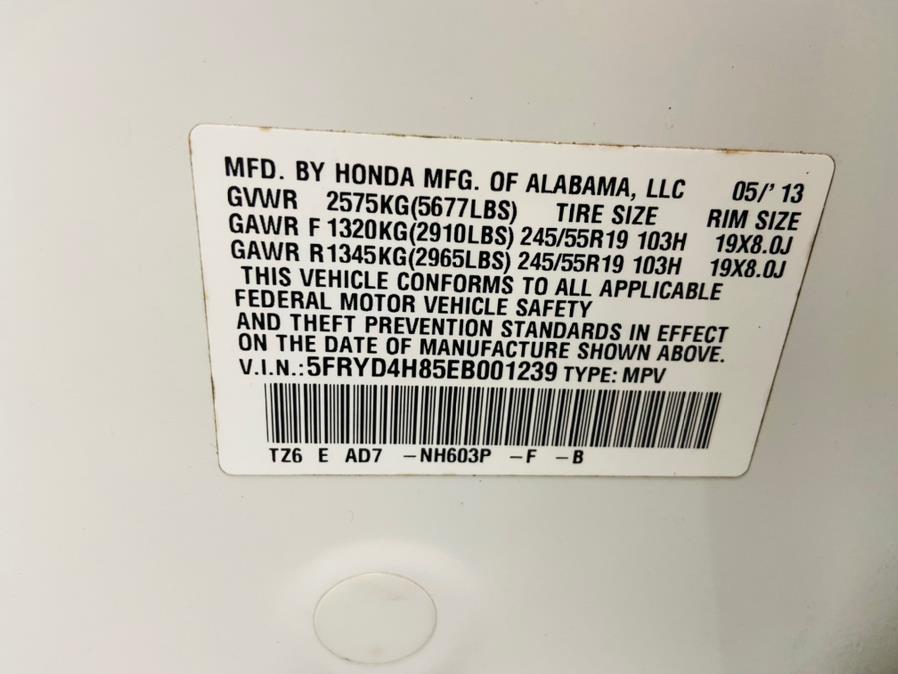 MFD. BY HONDA MFG. OF ALABAMA, LLC 05/' 13
GVWR 2575KG(5677LBS) TIRE SIZE RIM SIZE
GAWR F 1320KG(2910LBS) 245/55R19 103H 19X8.0J
GAWR R 1345KG(2965LBS) 245/55R19 103H 19X8.0J
THIS VEHICLE CONFORMS TO ALL APPLICABLE
FEDERAL MOTOR VEHICLE SAFETY
AND THEFT PREVENTION STANDARDS IN EFFECT
ON THE DATE OF MANUFACTURE SHOWN ABOVE.
V.I.N.: 5FRYD4H85EB001239 TYPE: MPV
TZ6 E AD7 -NH603P -F -B